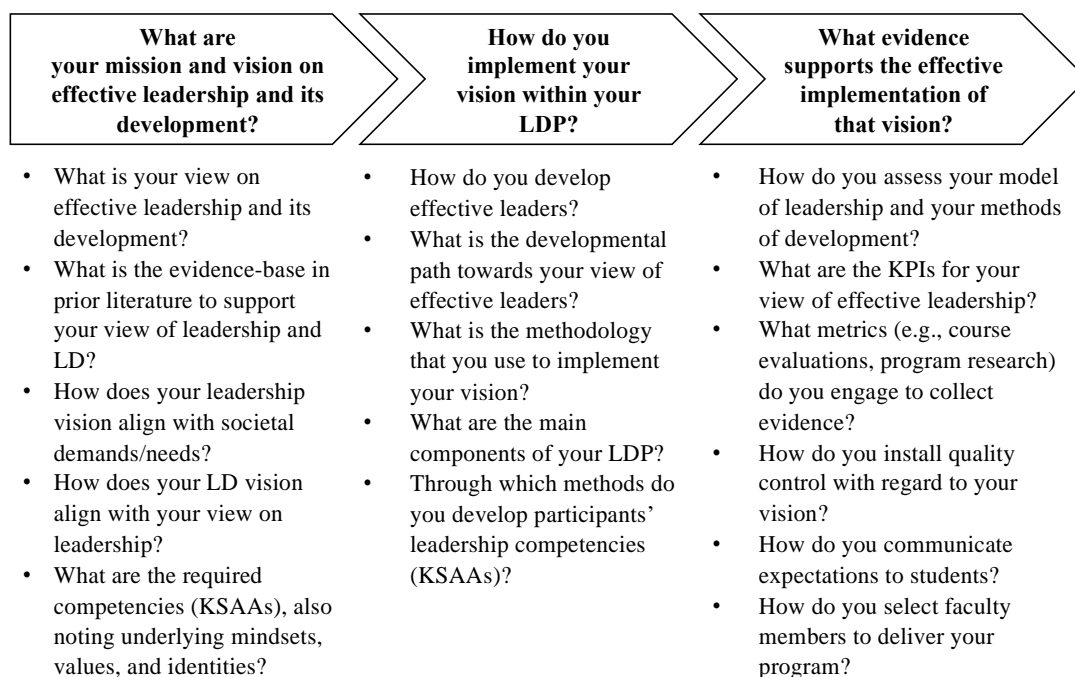 What are
your mission and vision on
effective leadership and its
development?
How do you
implement your
vision within your
LDP?
What evidence
supports the effective
implementation of
that vision?
• What is your view on
effective leadership and its
development?
• What is the evidence-base in
prior literature to support
your view of leadership and
LD?
• How does your leadership
vision align with societal
demands/needs?
• How does your LD vision
align with your view on
leadership?
• What are the required
competencies (KSAAs), also
noting underlying mindsets,
values, and identities?
• How do you develop
effective leaders?
• What is the developmental
path towards your view of
effective leaders?
• What is the methodology
that you use to implement
your vision?
• What are the main
components of your LDP?
• Through which methods do
you develop participants’
leadership competencies
(KSAAs)?
• How do you assess your model
of leadership and your methods
of development?
• What are the KPIs for your
view of effective leadership?
• What metrics (e.g., course
evaluations, program research)
do you engage to collect
evidence?
• How do you install quality
control with regard to your
vision?
• How do you communicate
expectations to students?
• How do you select faculty
members to deliver your
program?